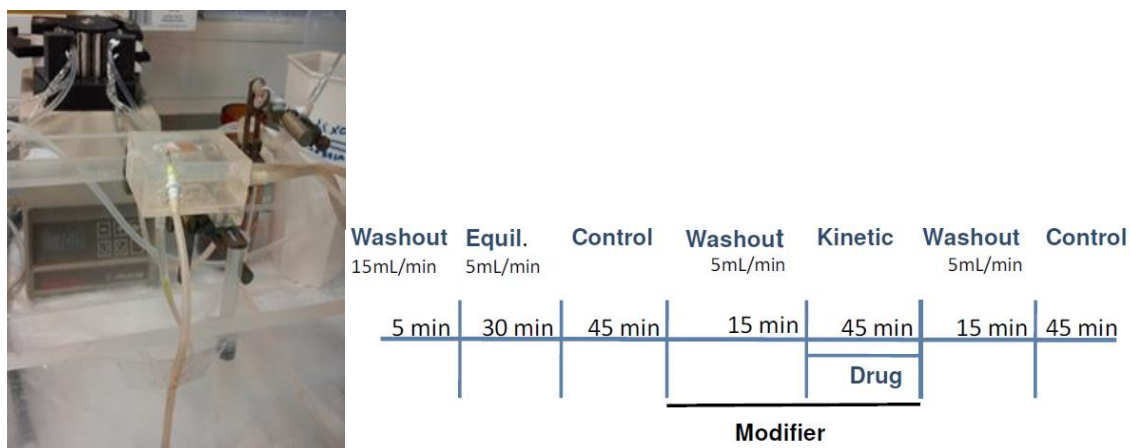 Washout Equil. Control Washout Kinetic Washout Control
15mL/min 5mL/min 5mL/min 5mL/min
5 min 30 min 45 min 15 min 45 min 15 min 45 min
Drug
Modifier